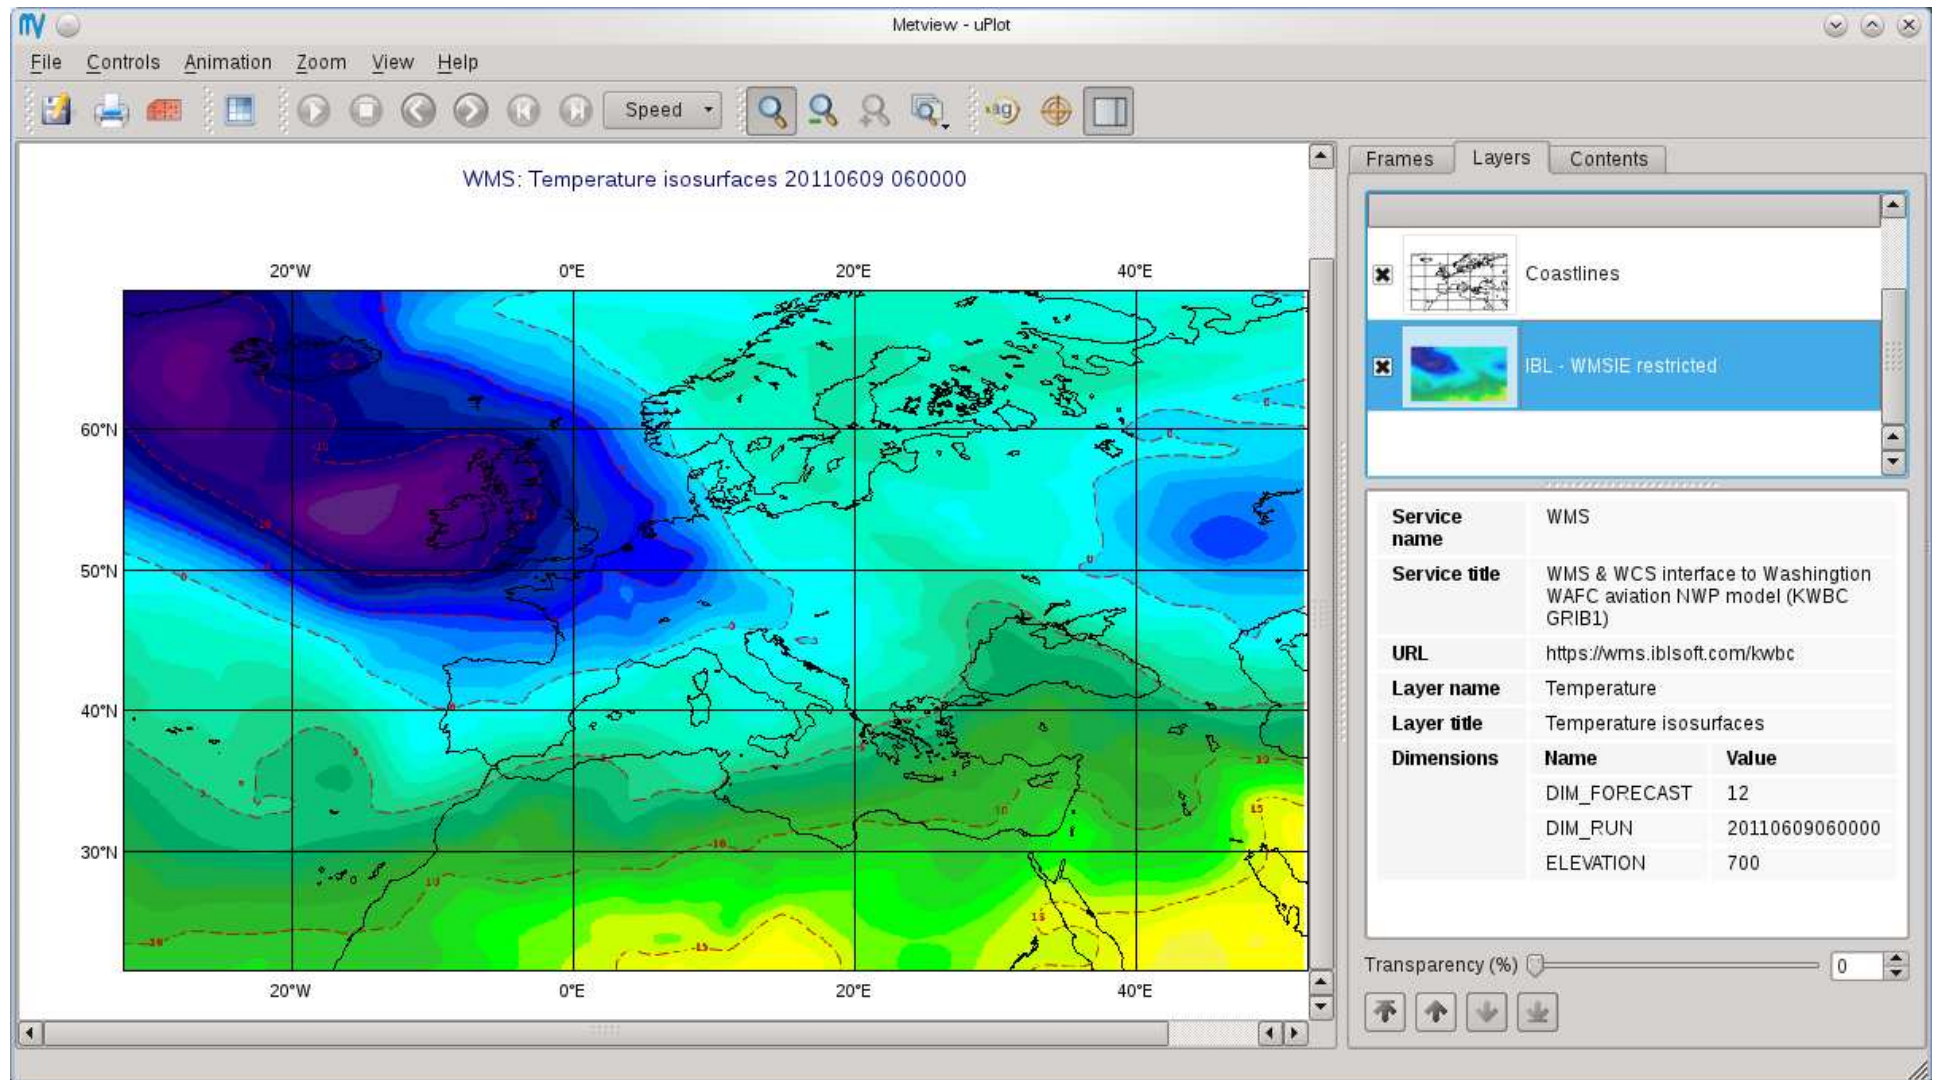 Metview - uPlot
File Controls Animation Zoom View Help
Speed
WMS: Temperature isosurfaces 20110609 060000
20°W 0°E 20°E 40°E
60°N
50°N
40°N
30°N
20°W 0°E 20°E 40°E
Frames Layers Contents
Coastlines
IBL - WMSIE restricted
Service name WMS
Service title WMS & WCS interface to Washingtion
WAFC aviation NWP model (KWBC
GRIB1)
URL https://wms.iblsoft.com/kwbc
Layer name Temperature
Layer title Temperature isosurfaces
Dimensions Name Value
DIM_FORECAST 12
DIM_RUN 20110609060000
ELEVATION 700
Transparency (%) 0